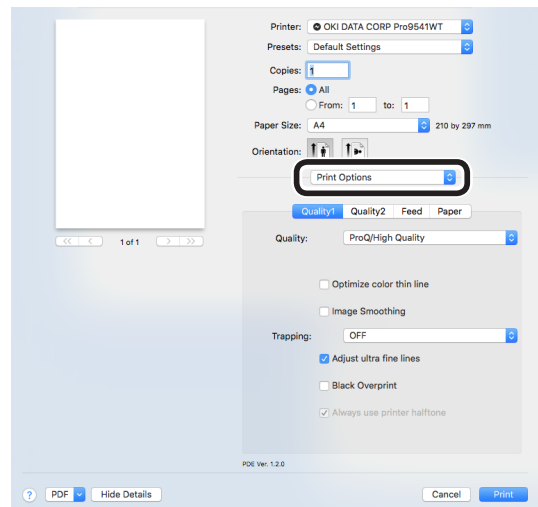 Printer: OKI DATA CORP Pro9541WT
Presets: Default Settings
Copies: 1
Pages: All
From: 1 to: 1
Paper Size: A4 210 by 297 mm
Orientation:
Print Options
Quality1 Quality2 Feed Paper
<< < 1 of 1 > >>
Quality: ProQ/High Quality
Optimize color thin line
Image Smoothing
Trapping: OFF
Adjust ultra fine lines
Black Overprint
Always use printer halftone
PDE Ver. 1.2.0
? PDF Hide Details Cancel Print